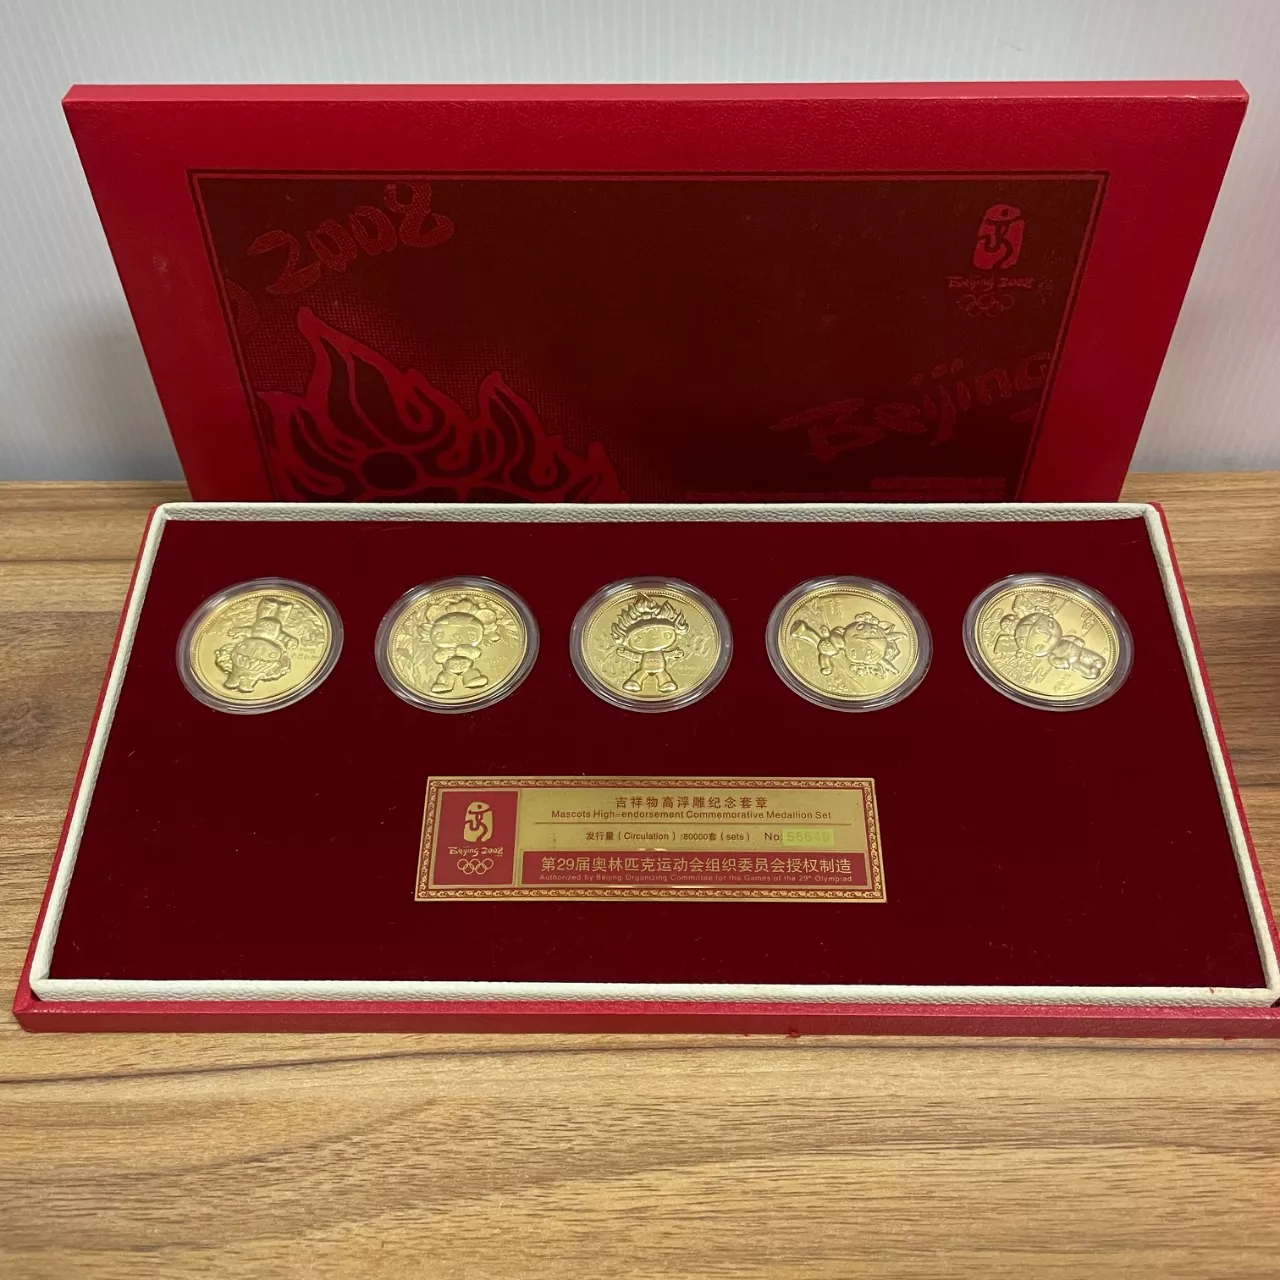 2008
Beijing 2008
Beijing
吉祥物高浮雕纪念套章
Mascots High-endorsement Commemorative Medallion Set
发行量（Circulation）:80000套（sets） No:
Beijing 2008
第29届奥林匹克运动会组织委员会授权制造
Authorized by Beijing Organizing Committee for the Games of the 29th Olympiad